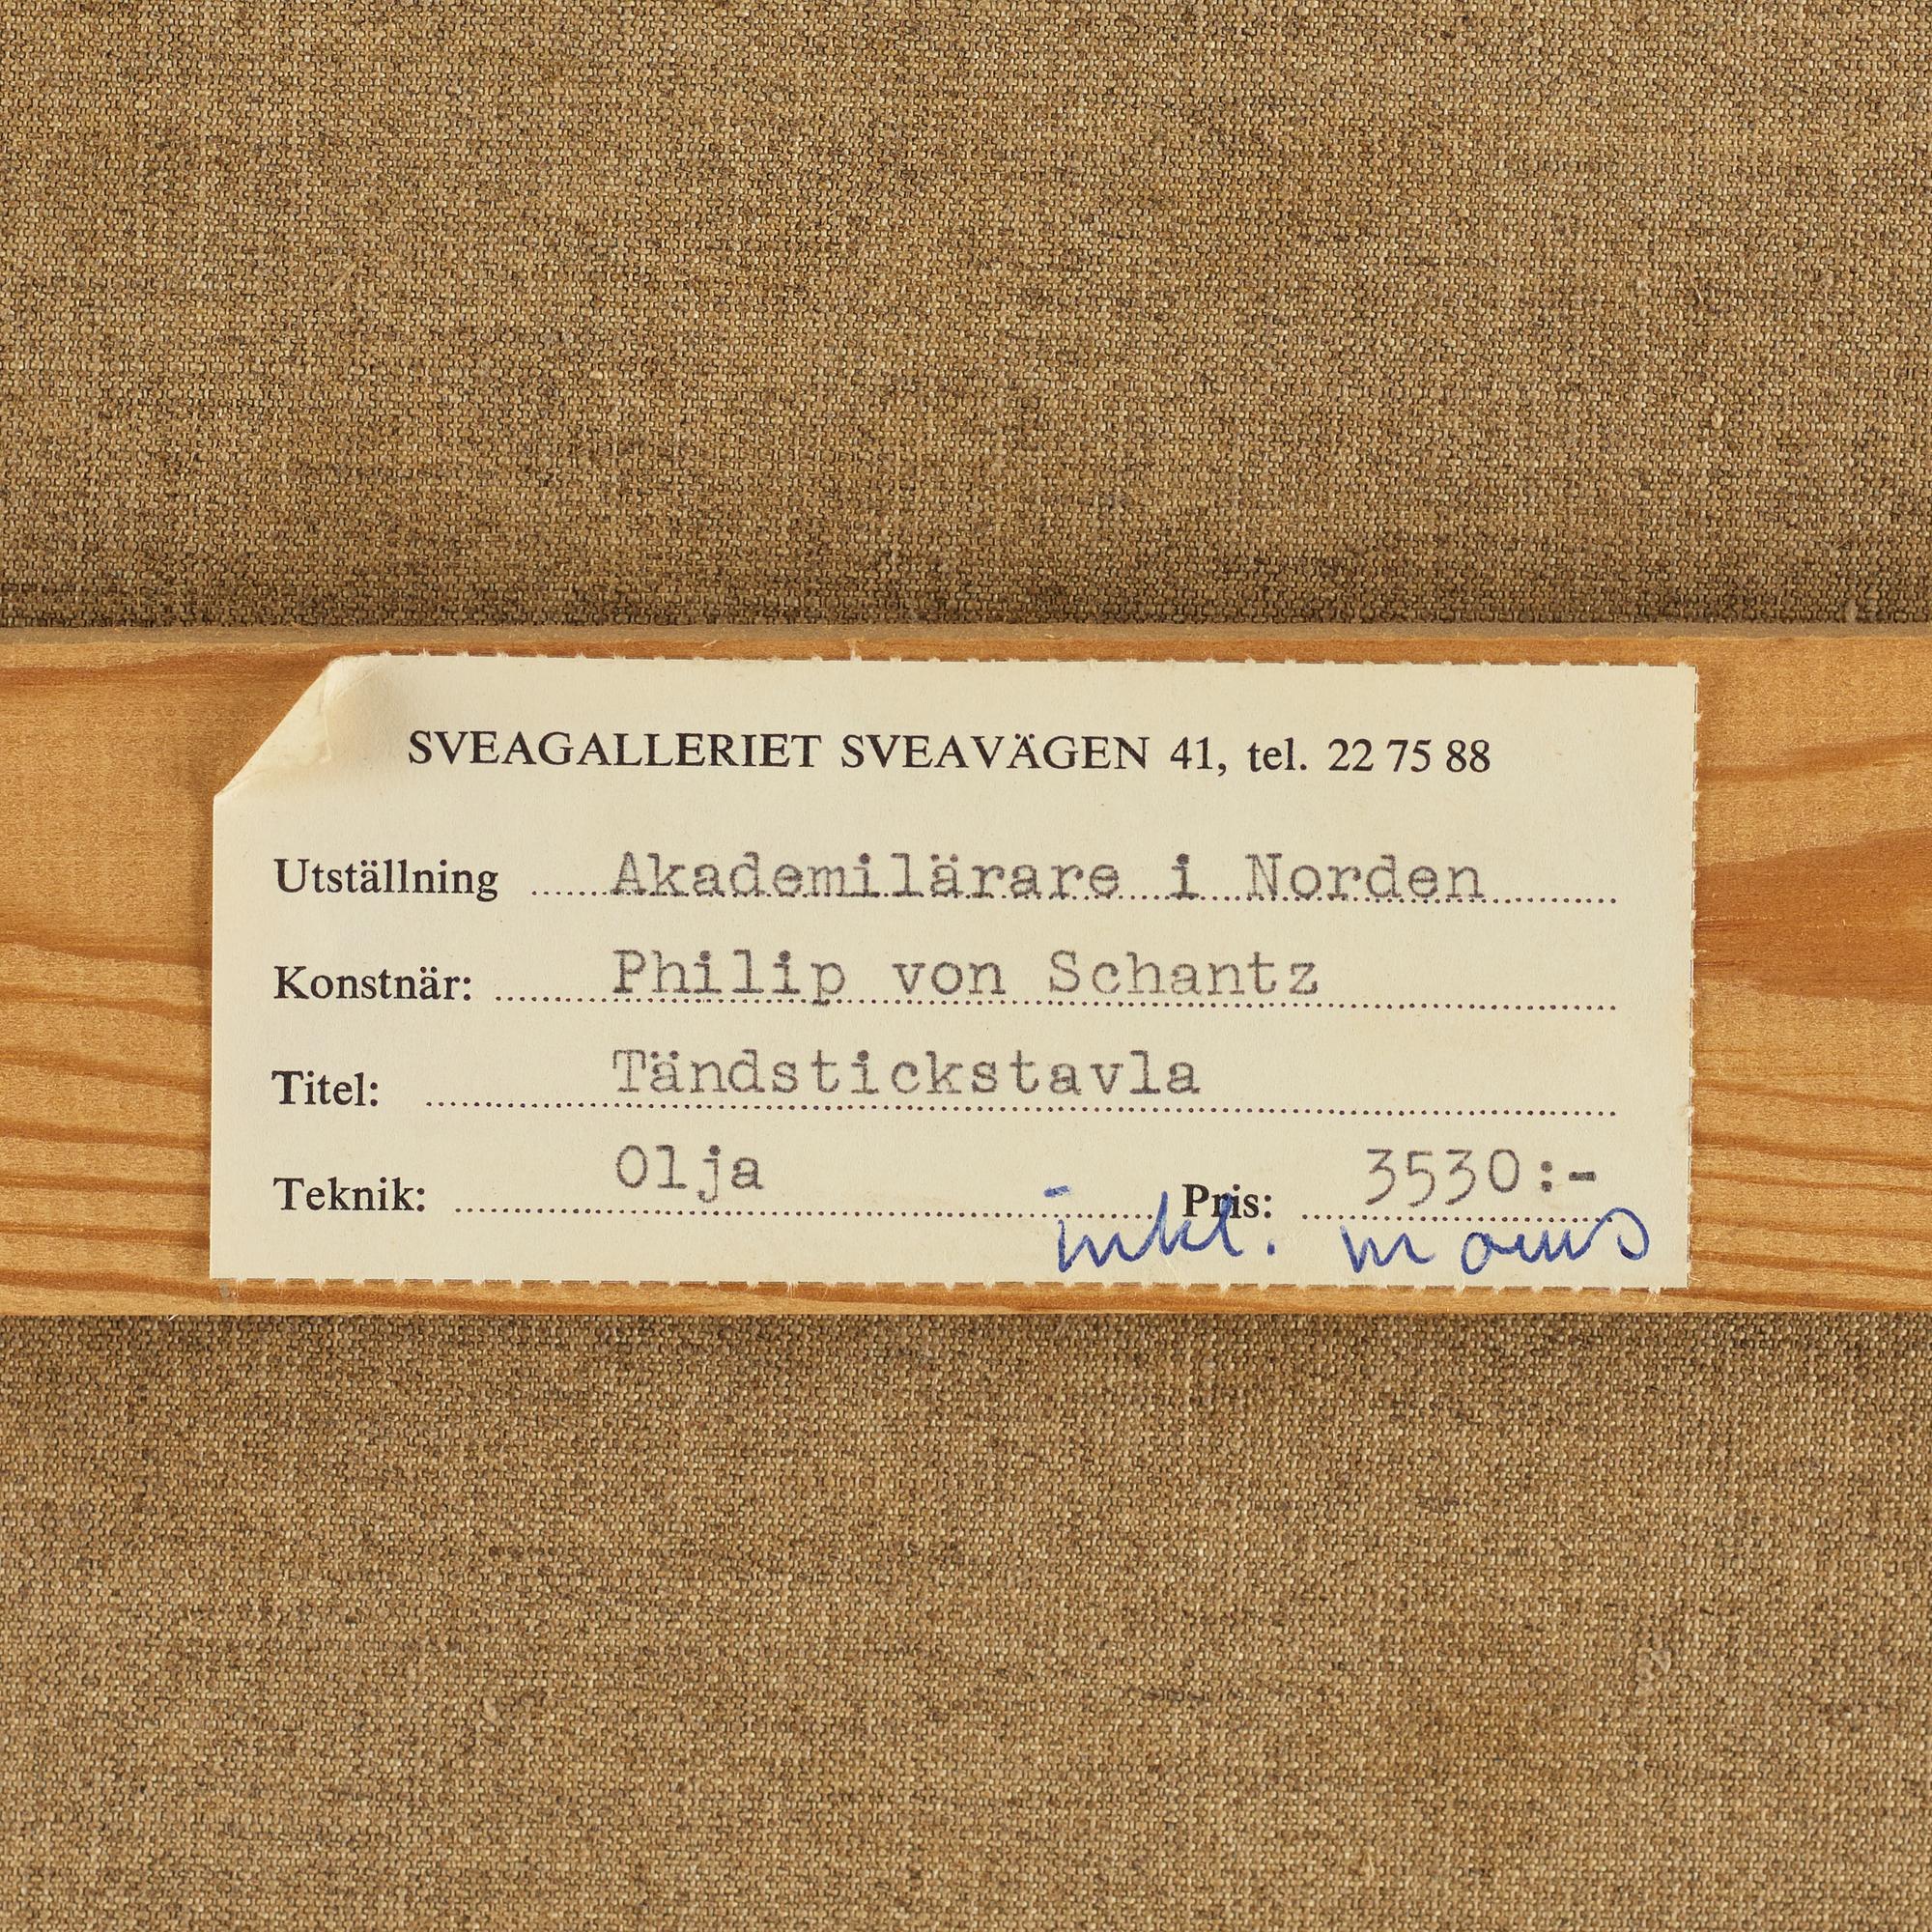 SVEAGALLERIET SVEAVÄGEN 41, tel. 22 75 88
Utställning Akademilärare i Norden
Konstnär: Philip von Schantz
Titel: Tändstickstavla
Teknik: Olja Pris: 3530:-
inkl. moms